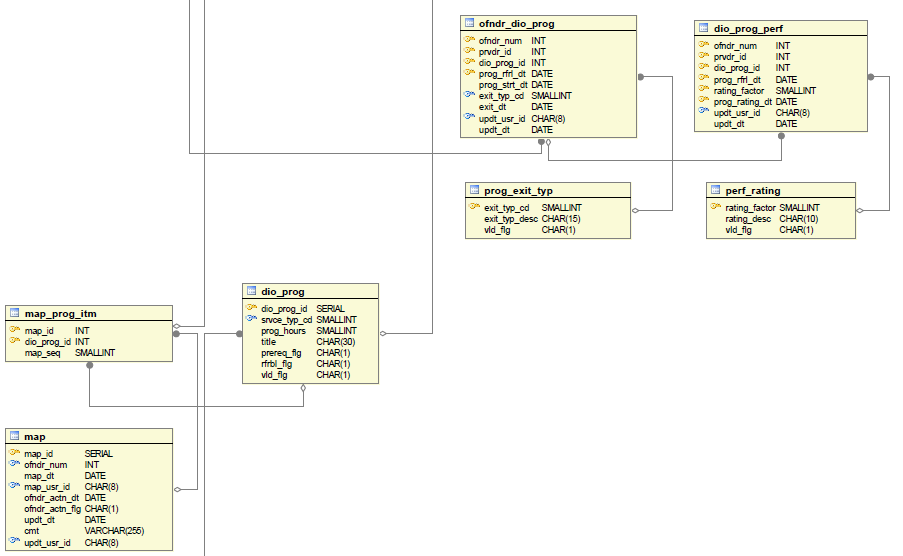 ofndr_dio_prog
ofndr_num INT
prvdr_id INT
dio_prog_id INT
prog_rfrl_dt DATE
prog_strt_dt DATE
exit_typ_cd SMALLINT
exit_dt DATE
updt_usr_id CHAR(8)
updt_dt DATE
dio_prog_perf
ofndr_num INT
prvdr_id INT
dio_prog_id INT
prog_rfrl_dt DATE
rating_factor SMALLINT
prog_rating_dt DATE
updt_usr_id CHAR(8)
updt_dt DATE
prog_exit_typ
exit_typ_cd SMALLINT
exit_typ_desc CHAR(15)
vld_flg CHAR(1)
perf_rating
rating_factor SMALLINT
rating_desc CHAR(10)
vld_flg CHAR(1)
dio_prog
dio_prog_id SERIAL
srvce_typ_cd SMALLINT
prog_hours SMALLINT
title CHAR(30)
prereq_flg CHAR(1)
rfrbl_flg CHAR(1)
vld_flg CHAR(1)
map_prog_itm
map_id INT
dio_prog_id INT
map_seq SMALLINT
map
map_id SERIAL
ofndr_num INT
map_dt DATE
map_usr_id CHAR(8)
ofndr_actn_dt DATE
ofndr_actn_flg CHAR(1)
updt_dt DATE
cmt VARCHAR(255)
updt_usr_id CHAR(8)